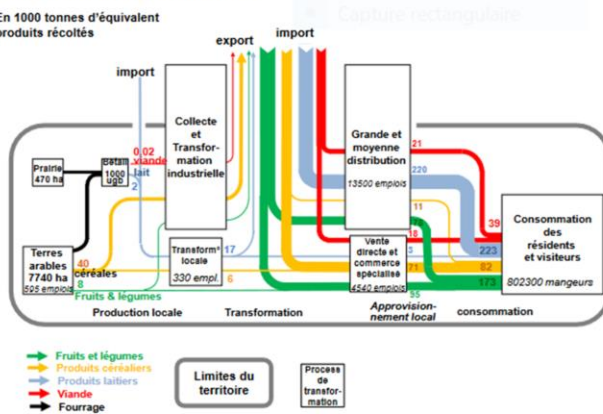 Capture rectangulaire
En 1000 tonnes d'équivalent
produits récoltés
export
import
import
Collecte
et
Transfor-
mation
industrielle
Grande et
moyenne
distribution
13500 emplois
21
220
11
18
Prairie
470 ha
Bétail
1000
ugb
0,02
viande
lait
2
Consommation
des
résidents
et visiteurs
802300 mangeurs
39
223
82
173
Terres
arables
7740 ha
595 emplois
40
céréales
8
Fruits & légumes
Transform°
locale
330 empl.
17
6
Vente
directe et
commerce
spécialisé
4540 emplois
3
71
95
Production locale
Transformation
Approvision-
nement local
consommation
Fruits et légumes
Produits céréaliers
Produits laitiers
Viande
Fourrage
Limites du
territoire
Process
de
transfor-
mation